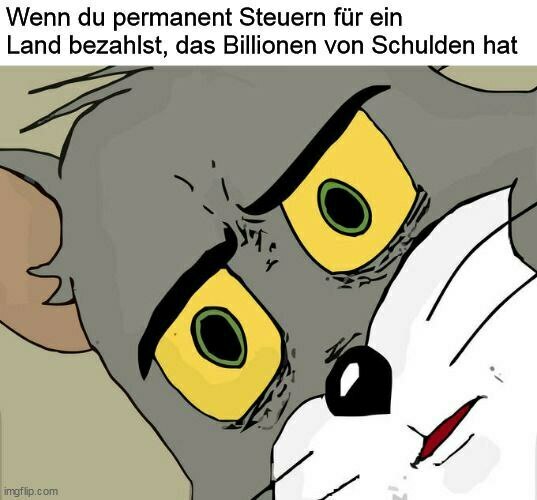 Wenn du permanent Steuern für ein
Land bezahlst, das Billionen von Schulden hat
imgflip.com